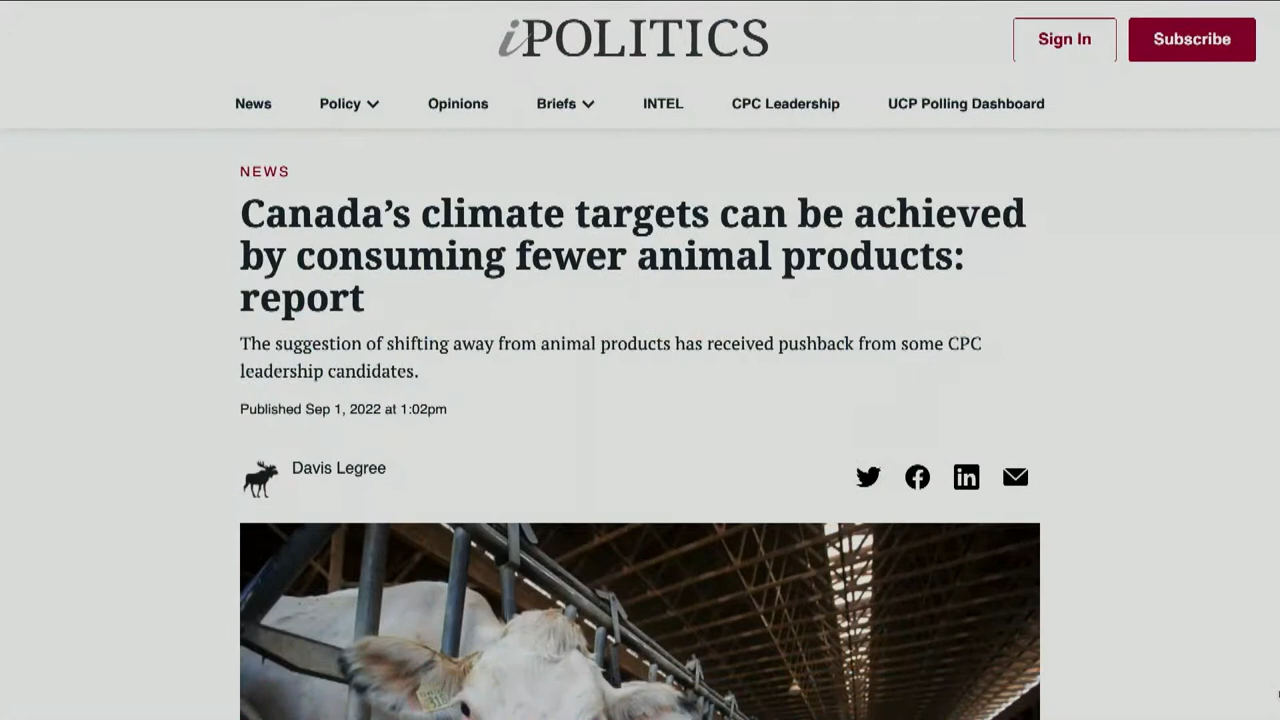 iPOLITICS
Sign In
Subscribe
News
Policy
Opinions
Briefs
INTEL
CPC Leadership
UCP Polling Dashboard
NEWS
Canada’s climate targets can be achieved
by consuming fewer animal products:
report
The suggestion of shifting away from animal products has received pushback from some CPC
leadership candidates.
Published Sep 1, 2022 at 1:02pm
Davis Legree